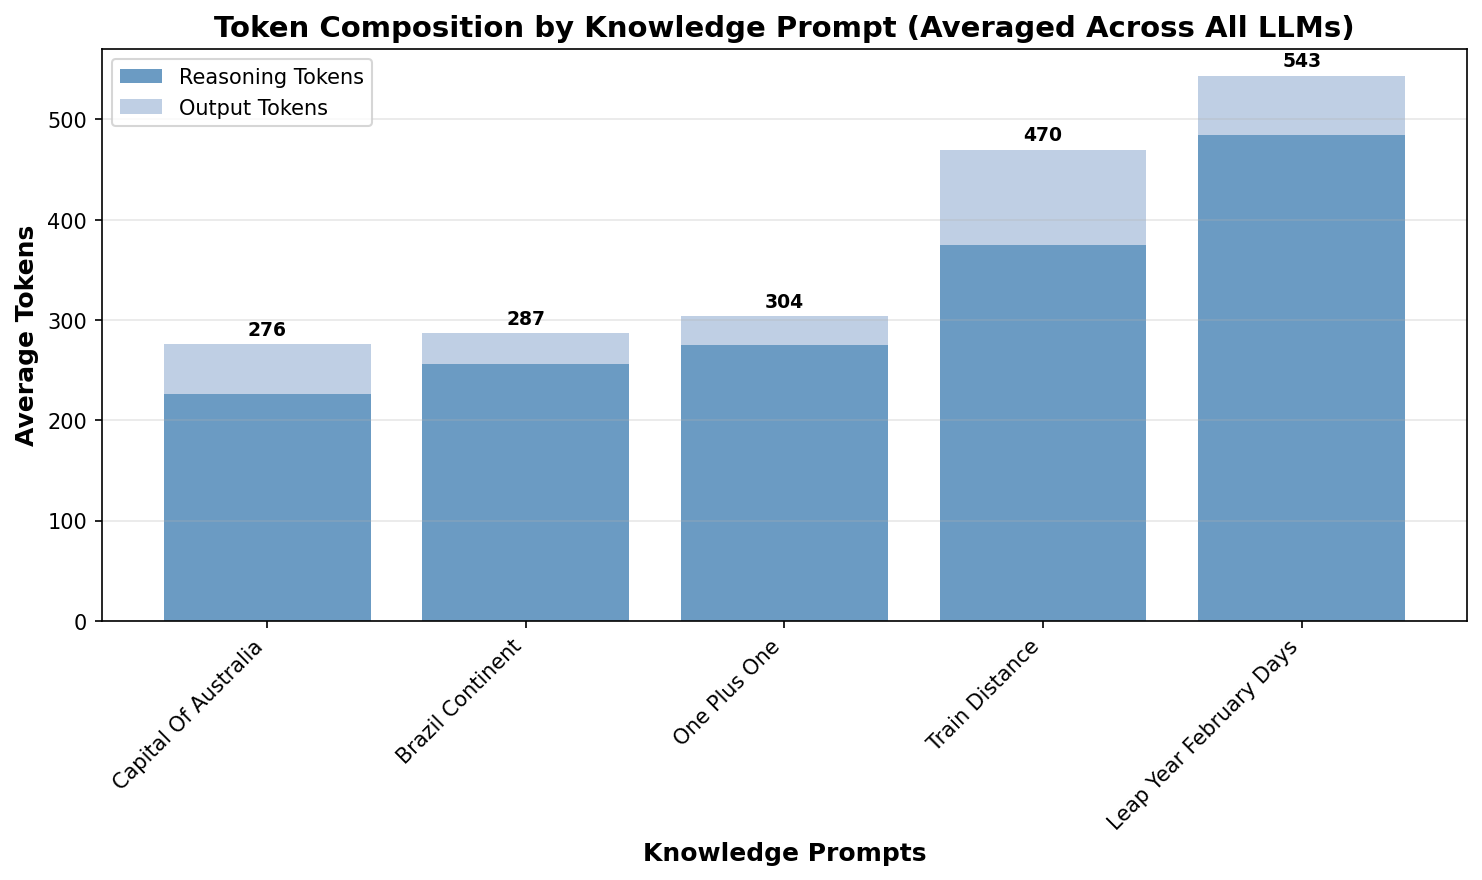 Token Composition by Knowledge Prompt (Averaged Across All LLMs)
Reasoning Tokens
Output Tokens
Average Tokens
500
400
300
200
100
0
276
287
304
470
543
Capital Of Australia
Brazil Continent
One Plus One
Train Distance
Leap Year February Days
Knowledge Prompts